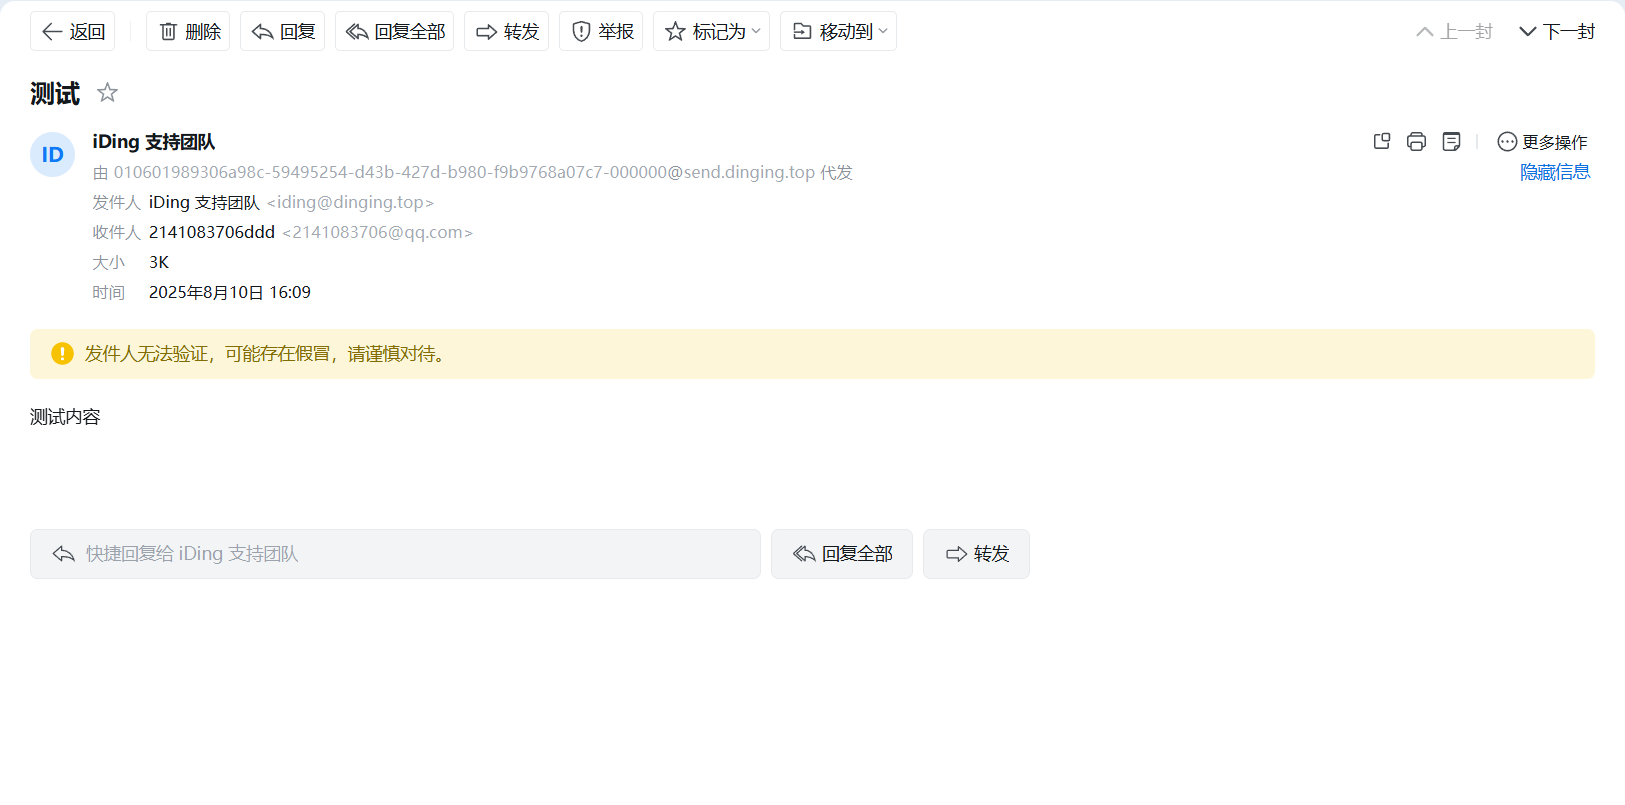 返回 删除 回复 回复全部 转发 举报 标记为 移动到 上一封 下一封
测试
ID iDing 支持团队 更多操作
由 010601989306a98c-59495254-d43b-427d-b980-f9b9768a07c7-000000@send.dinging.top 代发 隐藏信息
发件人 iDing 支持团队 <iding@dinging.top>
收件人 2141083706ddd <2141083706@qq.com>
大小 3K
时间 2025年8月10日 16:09
发件人无法验证，可能存在假冒，请谨慎对待。
测试内容
快捷回复给 iDing 支持团队 回复全部 转发